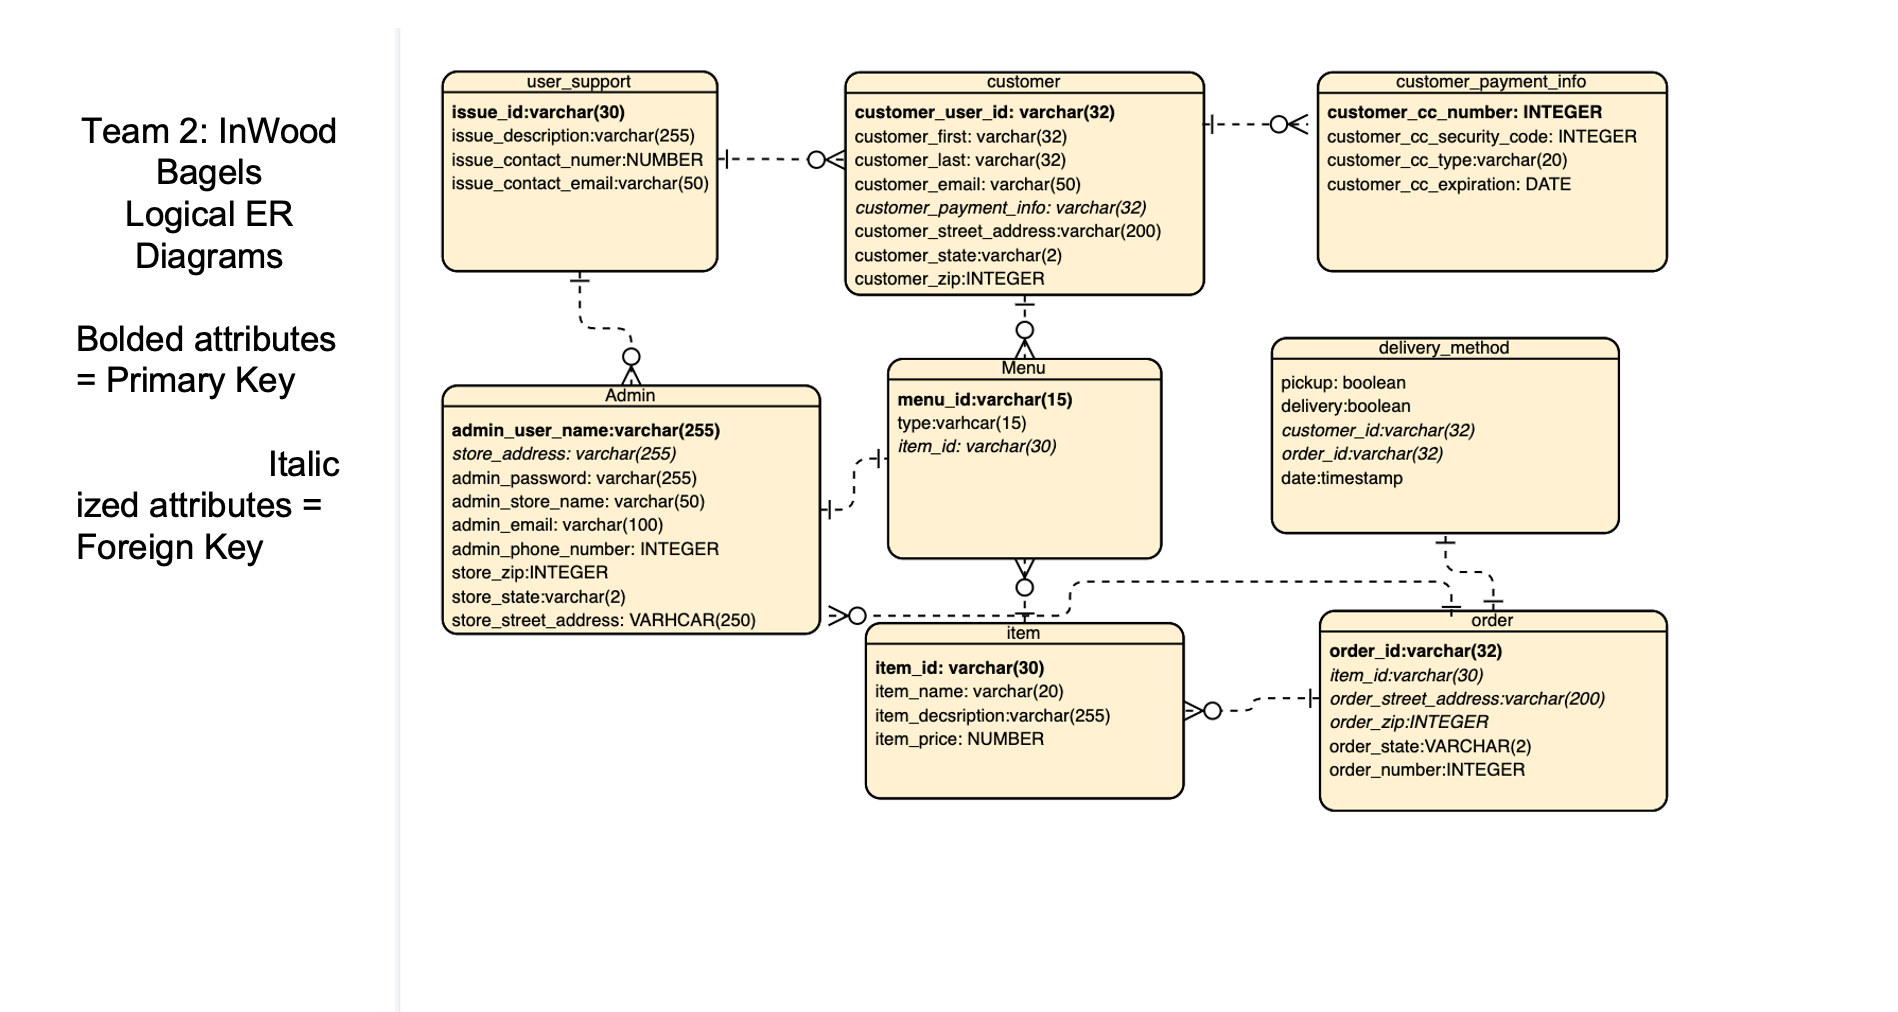 Team 2: InWood
Bagels
Logical ER
Diagrams
Bolded attributes
= Primary Key
Italic
ized attributes =
Foreign Key
user_support
issue_id:varchar(30)
issue_description:varchar(255)
issue_contact_numer:NUMBER
issue_contact_email:varchar(50)
customer
customer_user_id: varchar(32)
customer_first: varchar(32)
customer_last: varchar(32)
customer_email: varchar(50)
customer_payment_info: varchar(32)
customer_street_address:varchar(200)
customer_state:varchar(2)
customer_zip:INTEGER
customer_payment_info
customer_cc_number: INTEGER
customer_cc_security_code: INTEGER
customer_cc_type:varchar(20)
customer_cc_expiration: DATE
Admin
admin_user_name:varchar(255)
store_address: varchar(255)
admin_password: varchar(255)
admin_store_name: varchar(50)
admin_email: varchar(100)
admin_phone_number: INTEGER
store_zip:INTEGER
store_state:varchar(2)
store_street_address: VARHCAR(250)
Menu
menu_id:varchar(15)
type:varhcar(15)
item_id: varchar(30)
delivery_method
pickup: boolean
delivery:boolean
customer_id:varchar(32)
order_id:varchar(32)
date:timestamp
item
item_id: varchar(30)
item_name: varchar(20)
item_decsription:varchar(255)
item_price: NUMBER
order
order_id:varchar(32)
item_id:varchar(30)
order_street_address:varchar(200)
order_zip:INTEGER
order_state:VARCHAR(2)
order_number:INTEGER